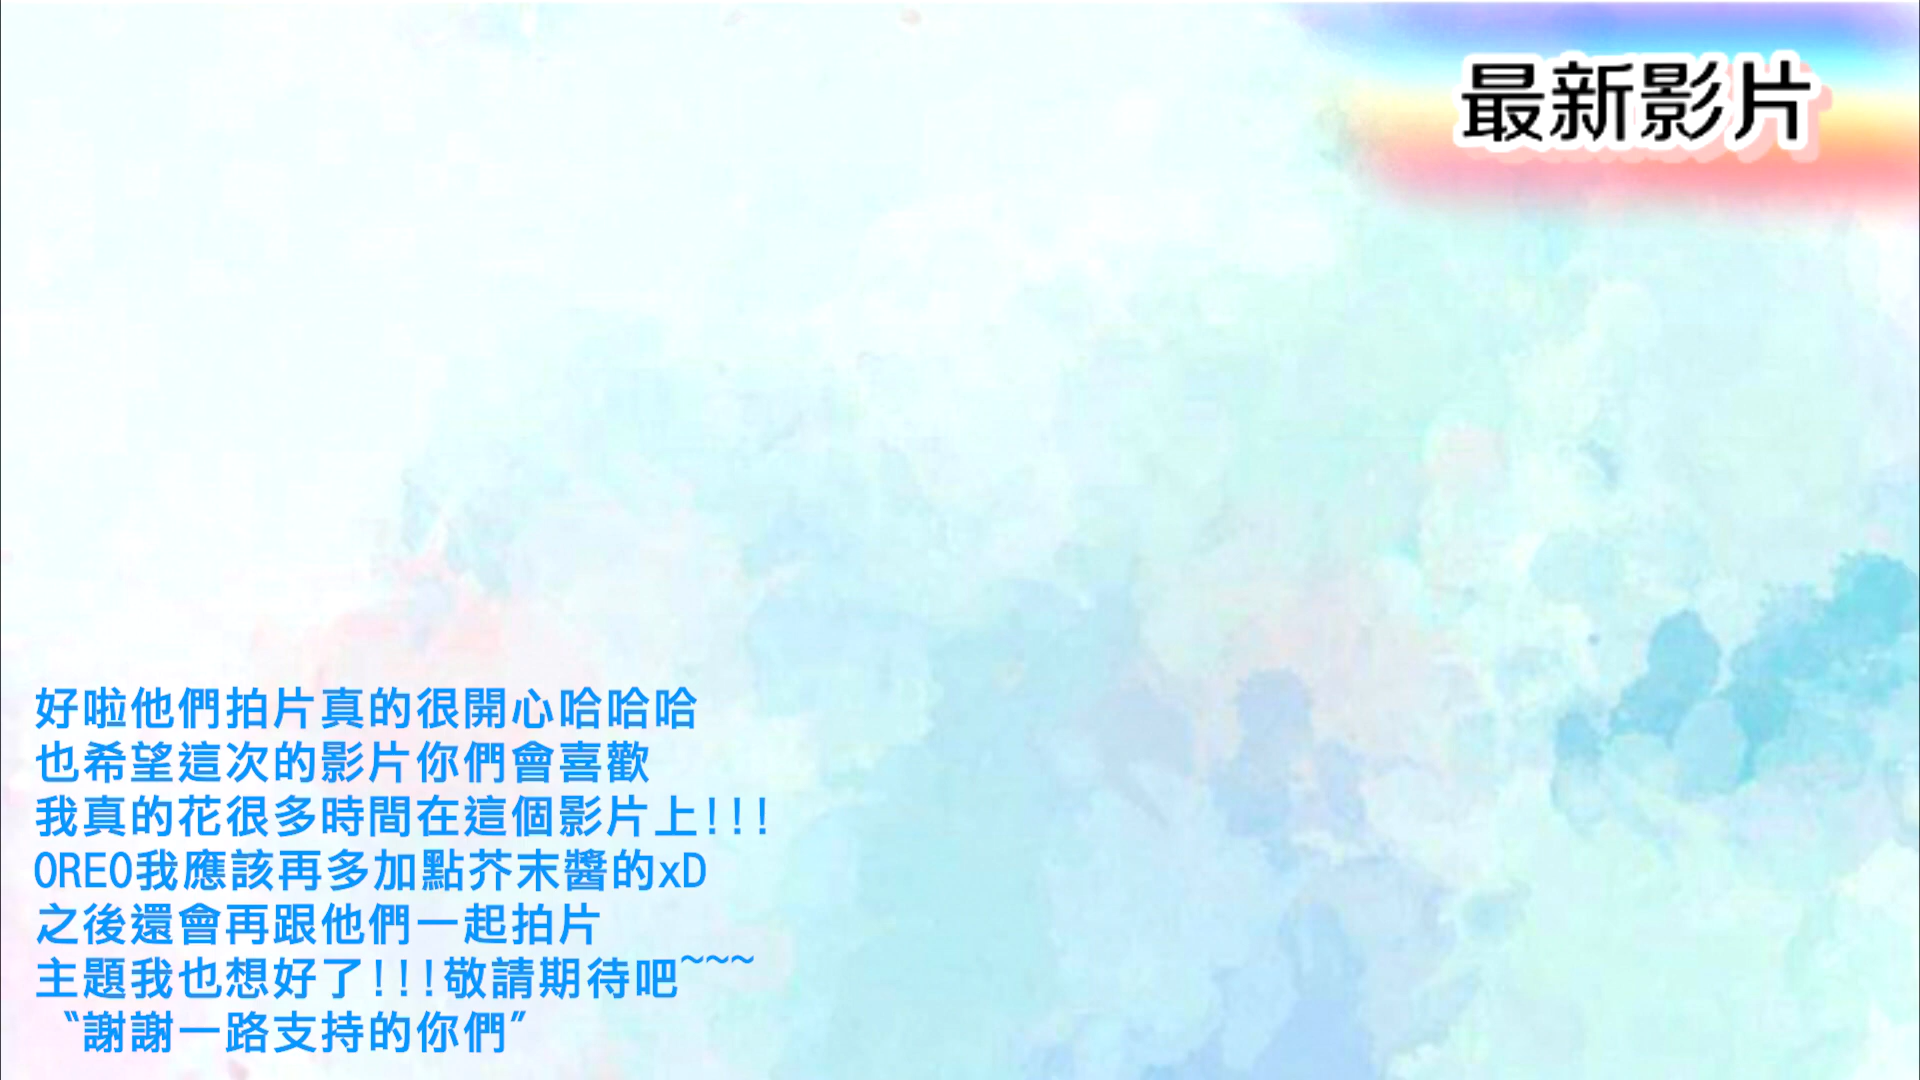 最新影片
好啦他們拍片真的很開心哈哈哈
也希望這次的影片你們會喜歡
我真的花很多時間在這個影片上!!!
OREO我應該再多加點芥末醬的xD
之後還會再跟他們一起拍片
主題我也想好了!!!敬請期待吧~~~
〝謝謝一路支持的你們〞